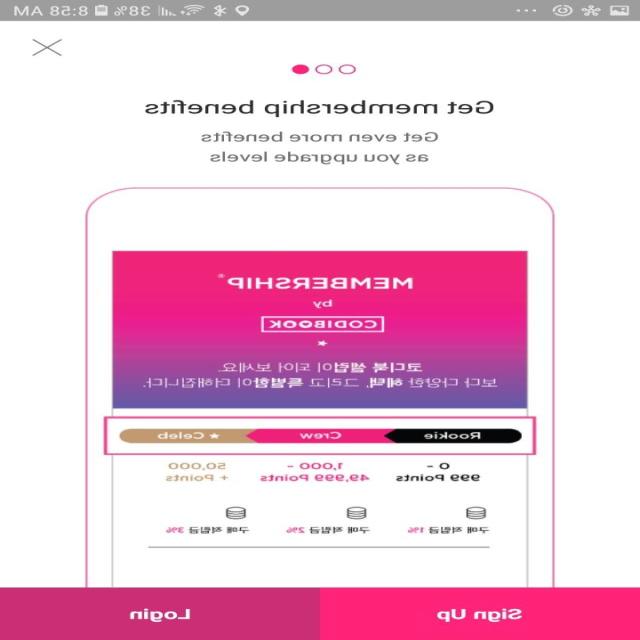 38% 8:58 AM
Get membership benefits
Get even more benefits
as you upgrade levels
MEMBERSHIP®
by
CODIBOOK
코디북 셀럽이 되어 보세요.
보다 다양한 혜택, 그리고 특별함이 더해집니다.
Rookie Crew ★ Celeb
0 - 1,000 - 50,000
999 Points 49,999 Points + Points
구매 적립금 1% 구매 적립금 2% 구매 적립금 3%
Sign Up Login